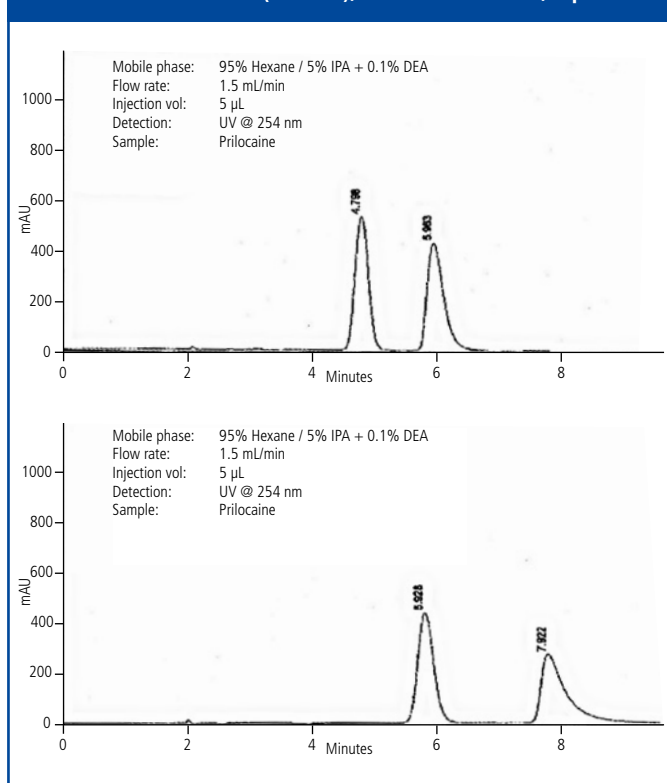 Mobile phase: 95% Hexane / 5% IPA + 0.1% DEA
Flow rate: 1.5 mL/min
Injection vol: 5 µL
Detection: UV @ 254 nm
Sample: Prilocaine
1000
800
600
400
200
0
mAU
4.798
5.963
0 2 4 6 8
Minutes
Mobile phase: 95% Hexane / 5% IPA + 0.1% DEA
Flow rate: 1.5 mL/min
Injection vol: 5 µL
Detection: UV @ 254 nm
Sample: Prilocaine
1000
800
600
400
200
0
mAU
7.922
0 2 4 6 8
Minutes